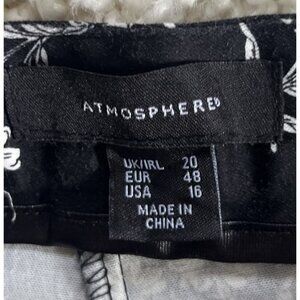 ATMOSPHERE
UK/IRL 20
EUR 48
USA 16
MADE IN
CHINA